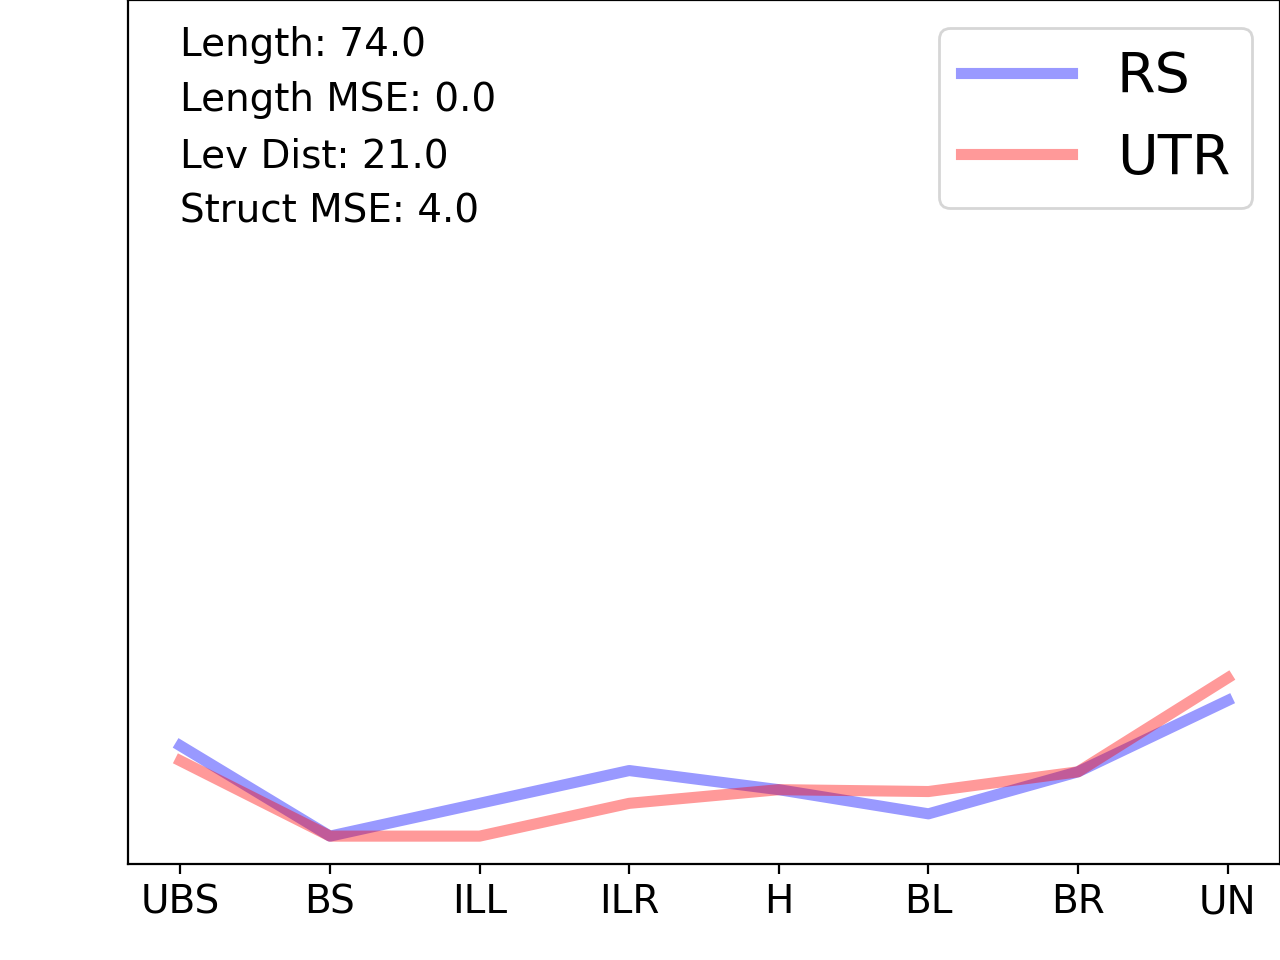 Length: 74.0
Length MSE: 0.0
Lev Dist: 21.0
Struct MSE: 4.0
RS
UTR
UBS BS ILL ILR H BL BR UN